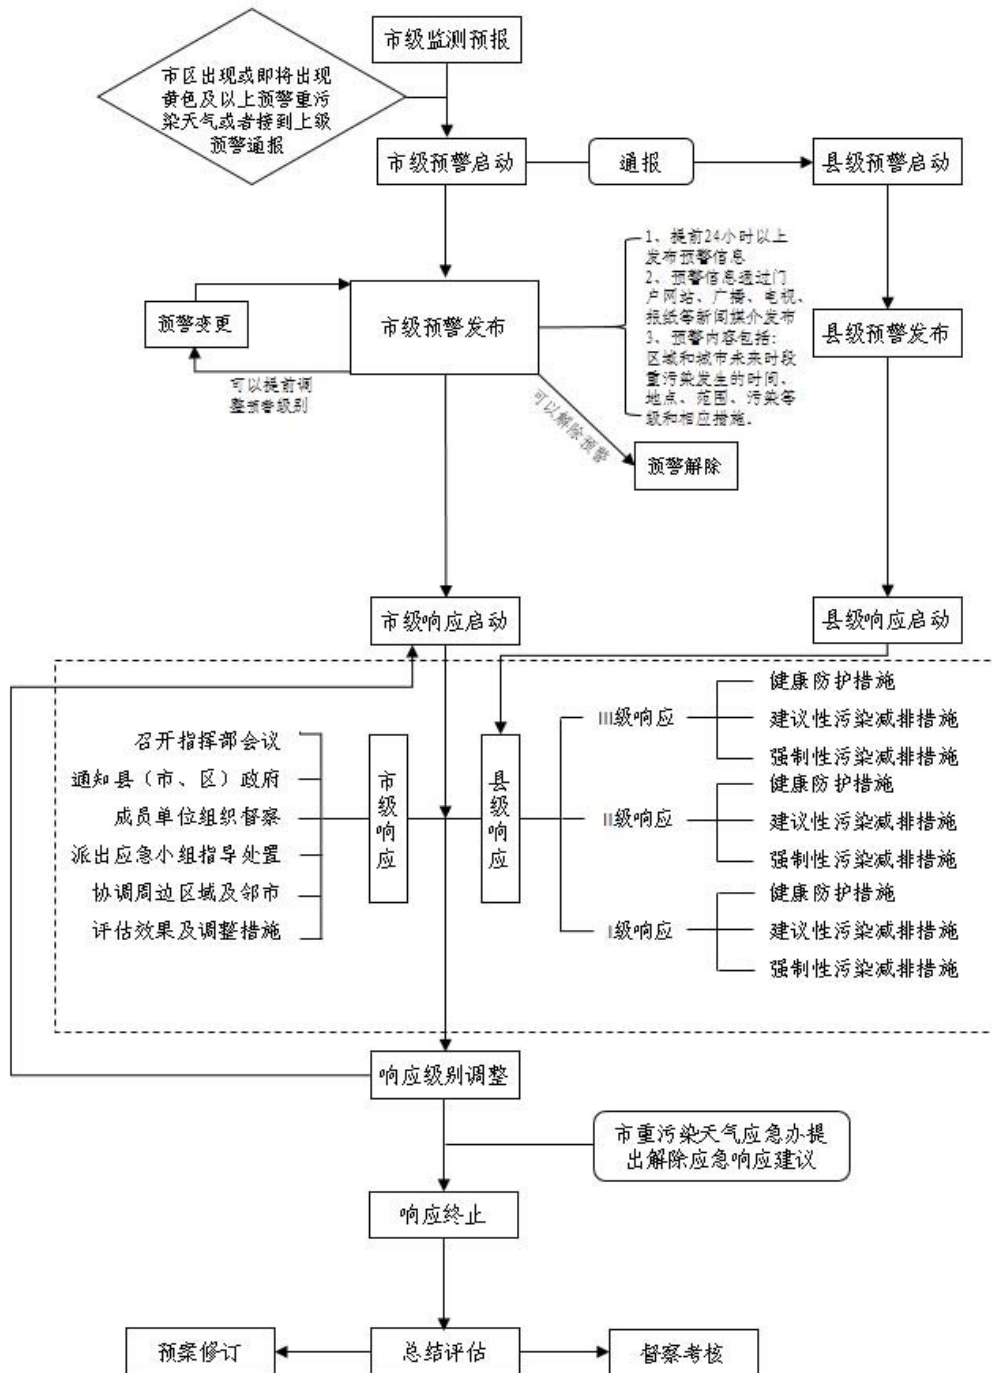 市级监测预报
市区出现或即将出现
黄色及以上预警重污
染天气或者接到上级
预警通报
市级预警启动
通报
县级预警启动
1、提前24小时以上
发布预警信息
2、预警信息通过门
户网站、广播、电视、
报纸等新闻媒介发布
3、预警内容包括：
区域和城市未来时段
重污染发生的时间、
地点、范围、污染等
级和相应措施.
预警变更
市级预警发布
县级预警发布
可以提前调
整预警级别
可以解除预警
预警解除
市级响应启动
县级响应启动
召开指挥部会议
通知县（市、区）政府
成员单位组织督察
派出应急小组指导处置
协调周边区域及邻市
评估效果及调整措施
市级响应
县级响应
III级响应
健康防护措施
建议性污染减排措施
强制性污染减排措施
II级响应
健康防护措施
建议性污染减排措施
强制性污染减排措施
I级响应
健康防护措施
建议性污染减排措施
强制性污染减排措施
响应级别调整
市重污染天气应急办提
出解除应急响应建议
响应终止
预案修订
总结评估
督察考核